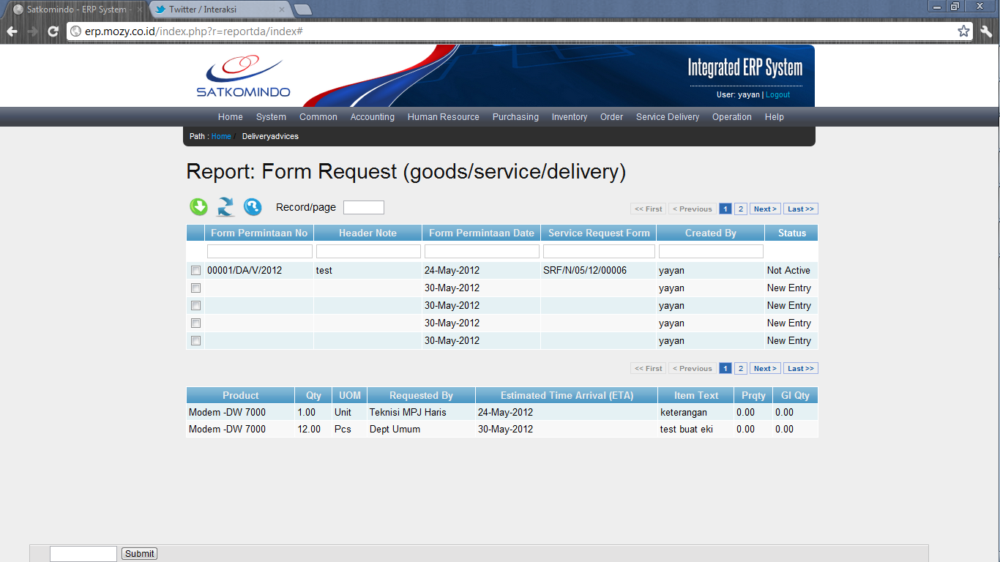 Satkomindo - ERP System -
Twitter / Interaksi
erp.mozy.co.id/index.php?r=reportda/index#
SATKOMINDO
Integrated ERP System
User: yayan | Logout
Home System Common Accounting Human Resource Purchasing Inventory Order Service Delivery Operation Help
Path : Home / Deliveryadvices
Report: Form Request (goods/service/delivery)
Record/page
<< First < Previous 1 2 Next > Last >>
Form Permintaan No Header Note Form Permintaan Date Service Request Form Created By Status
00001/DA/V/2012 test 24-May-2012 SRF/N/05/12/00006 yayan Not Active
30-May-2012 yayan New Entry
30-May-2012 yayan New Entry
30-May-2012 yayan New Entry
30-May-2012 yayan New Entry
<< First < Previous 1 2 Next > Last >>
Product Qty UOM Requested By Estimated Time Arrival (ETA) Item Text Prqty GI Qty
Modem -DW 7000 1.00 Unit Teknisi MPJ Haris 24-May-2012 keterangan 0.00 0.00
Modem -DW 7000 12.00 Pcs Dept Umum 30-May-2012 test buat eki 0.00 0.00
Submit